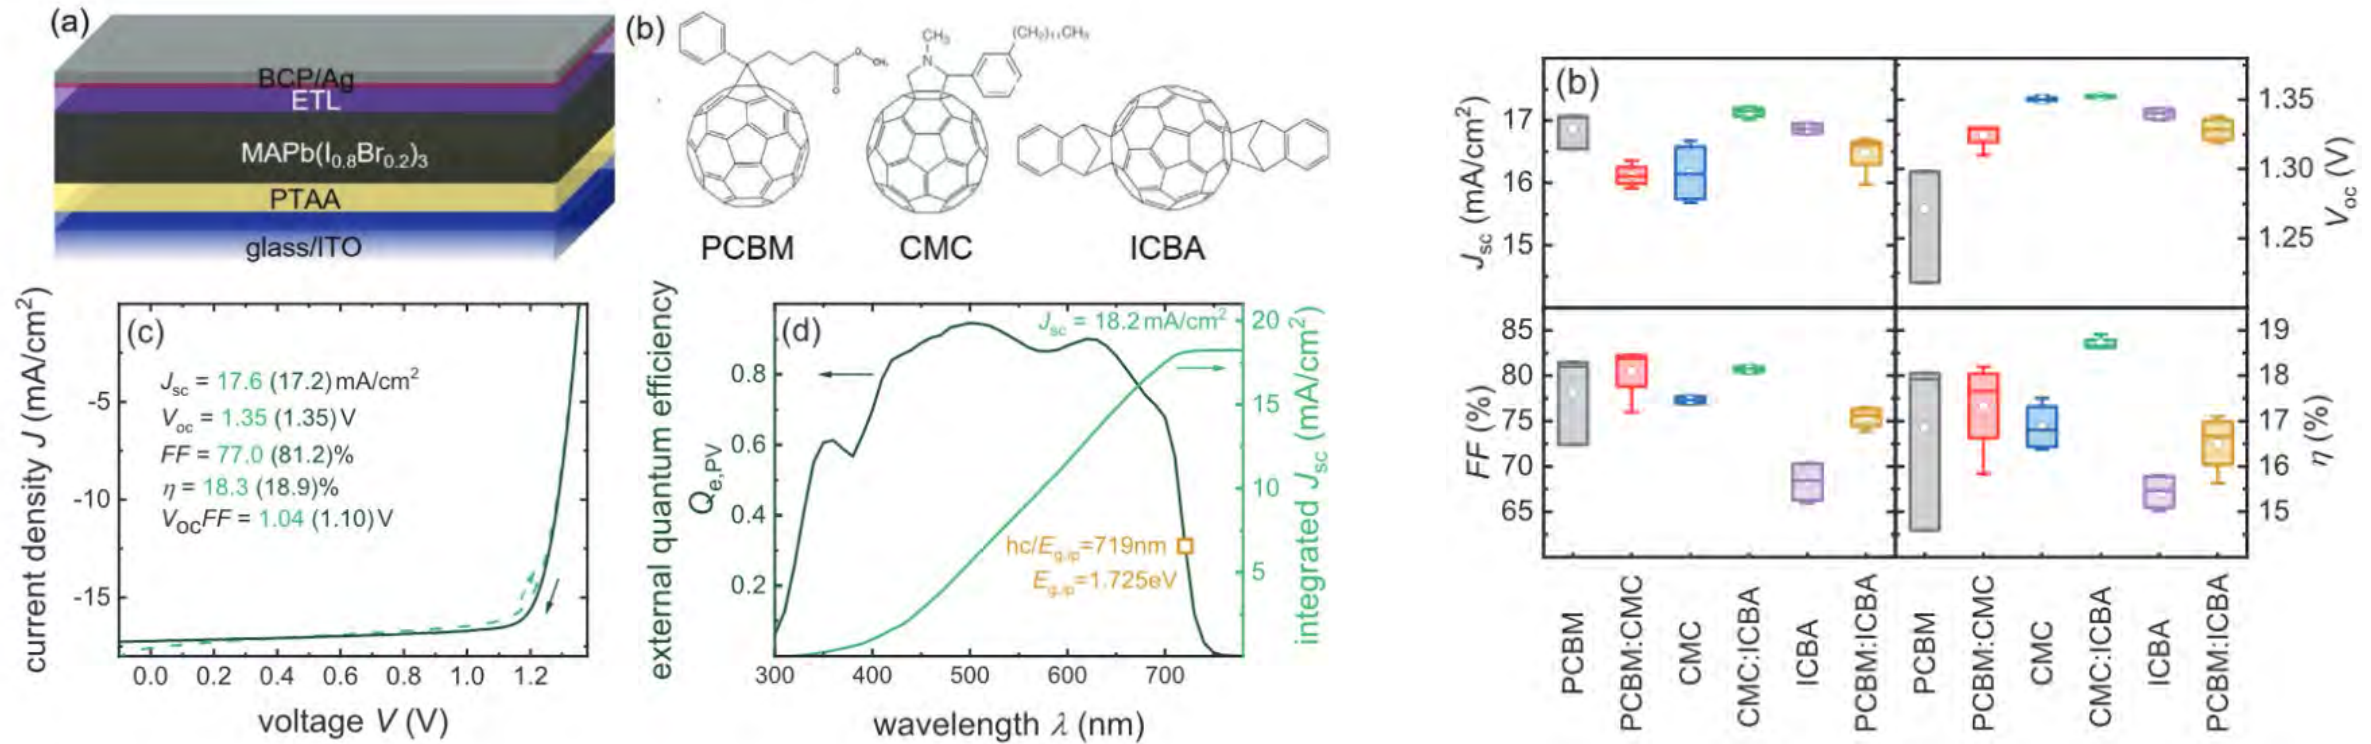 (a)
BCP/Ag
ETL
MAPb(I0.8Br0.2)3
PTAA
glass/ITO
(b)
CH3
O
CH3
O
CH3
N
(CH2)11CH3
PCBM
CMC
ICBA
(c)
Jsc = 17.6 (17.2) mA/cm2
Voc = 1.35 (1.35) V
FF = 77.0 (81.2)%
η = 18.3 (18.9)%
VOCFF = 1.04 (1.10) V
current density J (mA/cm2)
-5
-10
-15
0.0 0.2 0.4 0.6 0.8 1.0 1.2
voltage V (V)
(d)
Jsc = 18.2 mA/cm2
external quantum efficiency
Qe,PV
0.8
0.6
0.4
0.2
hc/Eg,ip=719nm
Eg,ip=1.725eV
20
15
10
5
integrated Jsc (mA/cm2)
300 400 500 600 700
wavelength λ (nm)
(b)
Jsc (mA/cm2)
17
16
15
1.35
1.30
1.25
Voc (V)
FF (%)
85
80
75
70
65
19
18
17
16
15
η (%)
PCBM
PCBM:CMC
CMC
CMC:ICBA
ICBA
PCBM:ICBA
PCBM
PCBM:CMC
CMC
CMC:ICBA
ICBA
PCBM:ICBA